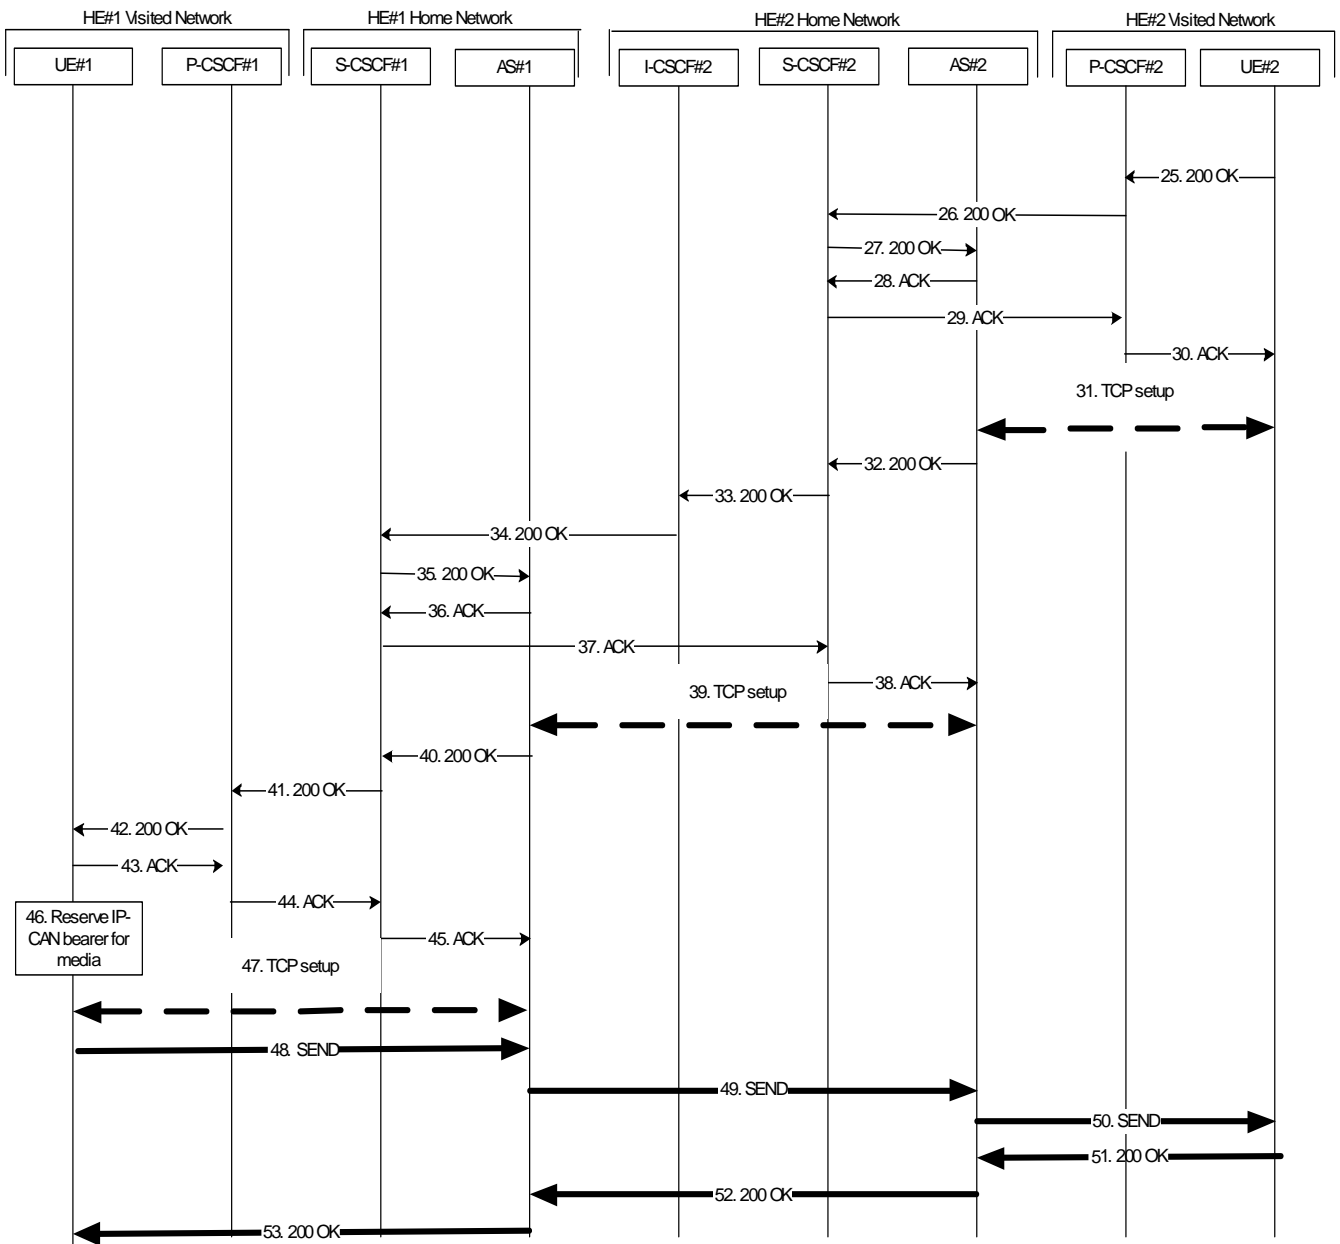 HE#1 Visited Network
HE#1 Home Network
HE#2 Home Network
HE#2 Visited Network
UE#1
P-CSCF#1
S-CSCF#1
AS#1
I-CSCF#2
S-CSCF#2
AS#2
P-CSCF#2
UE#2
25. 200 OK
26. 200 OK
27. 200 OK
28. ACK
29. ACK
30. ACK
31. TCP setup
32. 200 OK
33. 200 OK
34. 200 OK
35. 200 OK
36. ACK
37. ACK
38. ACK
39. TCP setup
40. 200 OK
41. 200 OK
42. 200 OK
43. ACK
44. ACK
45. ACK
46. Reserve IP-
CAN bearer for
media
47. TCP setup
48. SEND
49. SEND
50. SEND
51. 200 OK
52. 200 OK
53. 200 OK